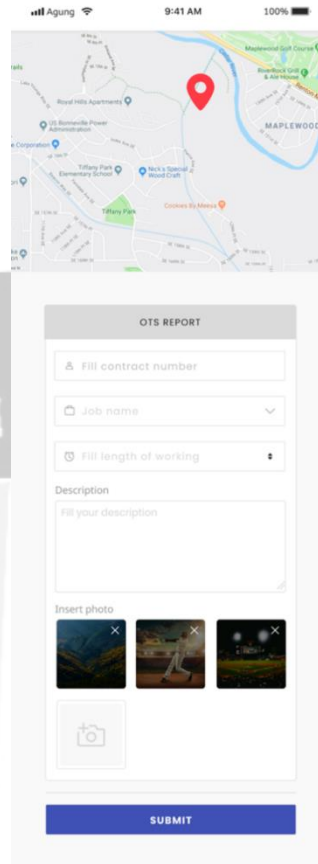 Agung 9:41 AM 100%
Maplewood Golf Course
RiverRock Grill
& Ale House
Royal Hills Apartments
US Bonneville Power
Administration
MAPLEWOOD
Corporation
Tiffany Park
Elementary School
Nick's Special
Wood Craft
Tiffany Park
Cookies By Meesa
OTS REPORT
Fill contract number
Job name
Fill length of working
Description
Fill your description
Insert photo
SUBMIT